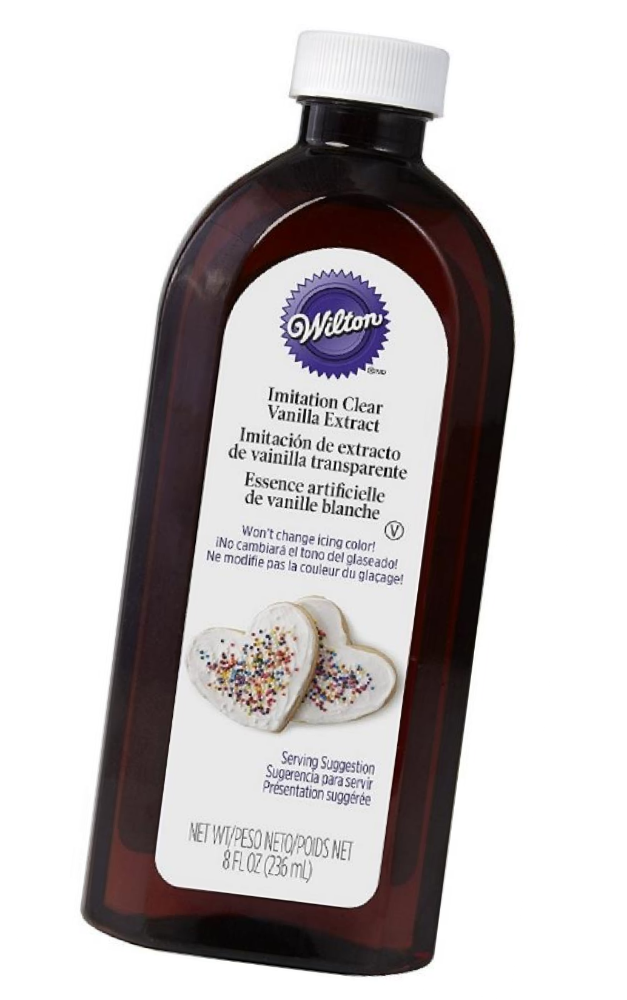 Wilton
Imitation Clear
Vanilla Extract
Imitación de extracto
de vainilla transparente
Essence artificielle
de vanille blanche
V
Won't change icing color!
¡No cambiará el tono del glaseado!
Ne modifie pas la couleur du glaçage!
Serving Suggestion
Sugerencia para servir
Présentation suggérée
NET WT/PESO NETO/POIDS NET
8 FL OZ (236 mL)